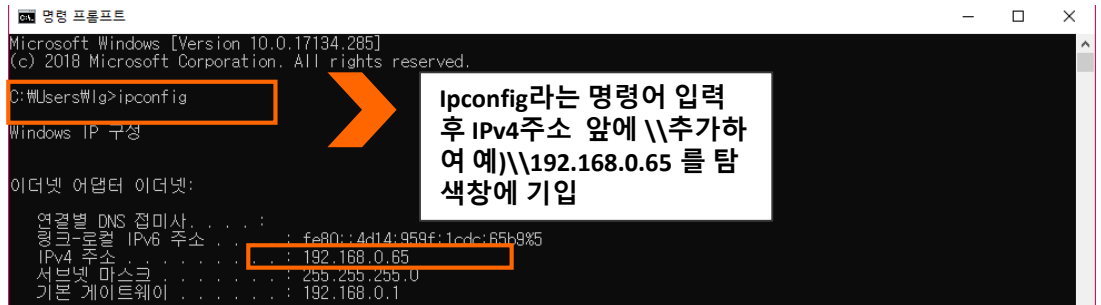 명령 프롬프트
Microsoft Windows [Version 10.0.17134.285]
(c) 2018 Microsoft Corporation. All rights reserved.
C:₩Users₩lg>ipconfig
Windows IP 구성
이더넷 어댑터 이더넷:
연결별 DNS 접미사. . . . :
링크-로컬 IPv6 주소 . . . . : fe80::4d14:959f:1cdc:65b9%5
IPv4 주소 . . . . . . . . . : 192.168.0.65
서브넷 마스크 . . . . . . . : 255.255.255.0
기본 게이트웨이 . . . . . . : 192.168.0.1
Ipconfig라는 명령어 입력
후 IPv4주소 앞에 \\추가하
여 예)\\192.168.0.65 를 탐
색창에 기입